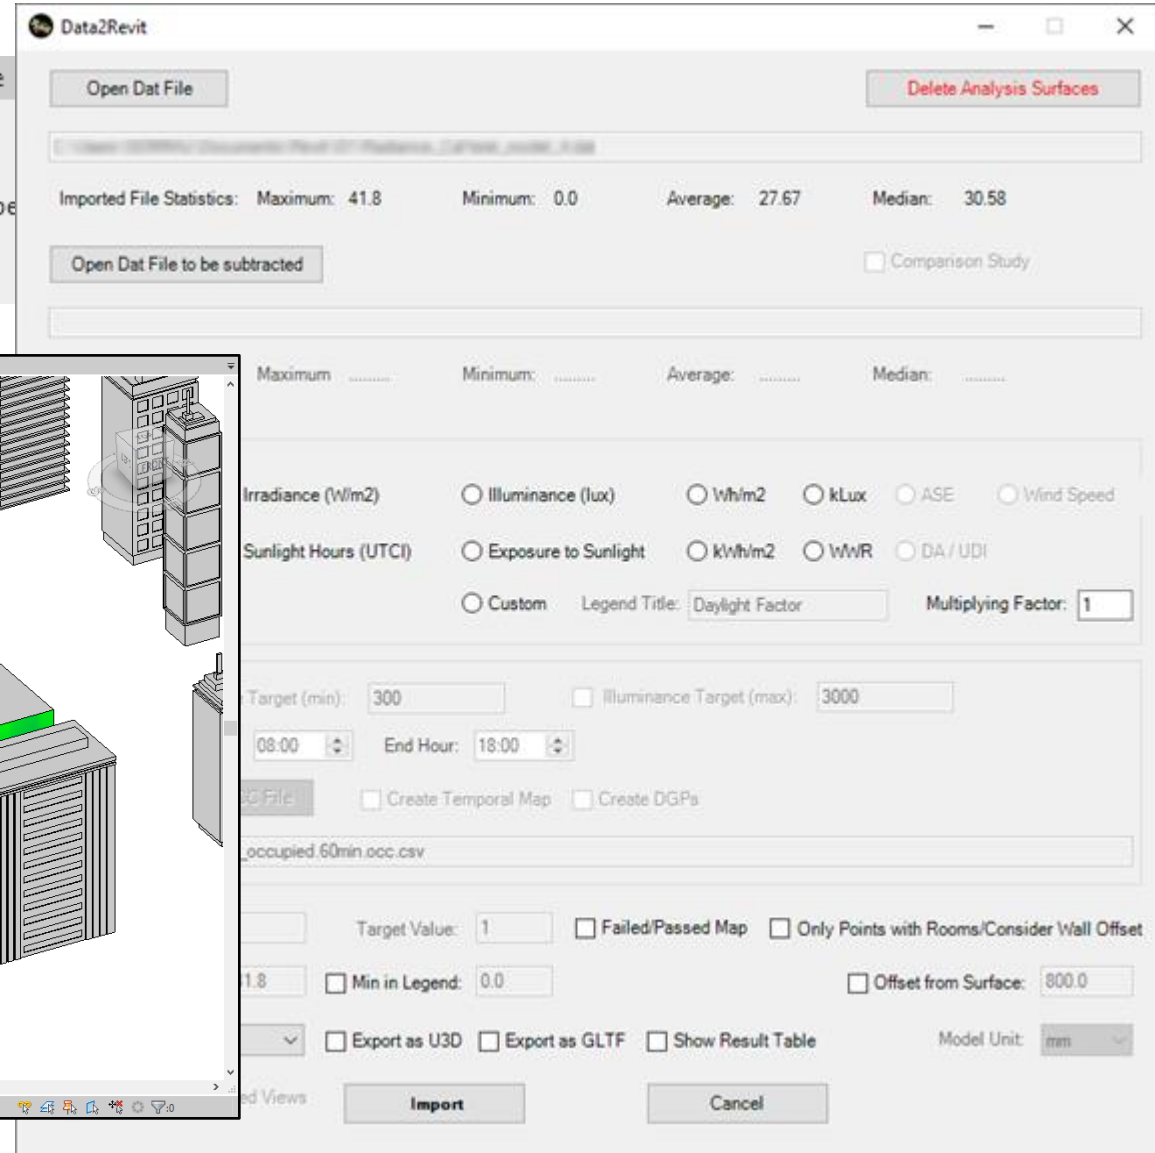 Data2Revit
Open Dat File
Delete Analysis Surfaces
Imported File Statistics: Maximum: 41.8 Minimum: 0.0 Average: 27.67 Median: 30.58
Open Dat File to be subtracted
Comparison Study
Maximum ......... Minimum: ......... Average: ......... Median: .........
Irradiance (W/m2) Illuminance (lux) Wh/m2 kLux ASE Wind Speed
Sunlight Hours (UTCI) Exposure to Sunlight kWh/m2 WWR DA / UDI
Custom Legend Title: Daylight Factor Multiplying Factor: 1
Target (min): 300 Illuminance Target (max): 3000
08:00 End Hour: 18:00
File Create Temporal Map Create DGPs
_occupied.60min.occ.csv
Target Value: 1 Failed/Passed Map Only Points with Rooms/Consider Wall Offset
1.8 Min in Legend: 0.0 Offset from Surface: 800.0
Export as U3D Export as GLTF Show Result Table Model Unit: mm
ed Views Import Cancel
:0